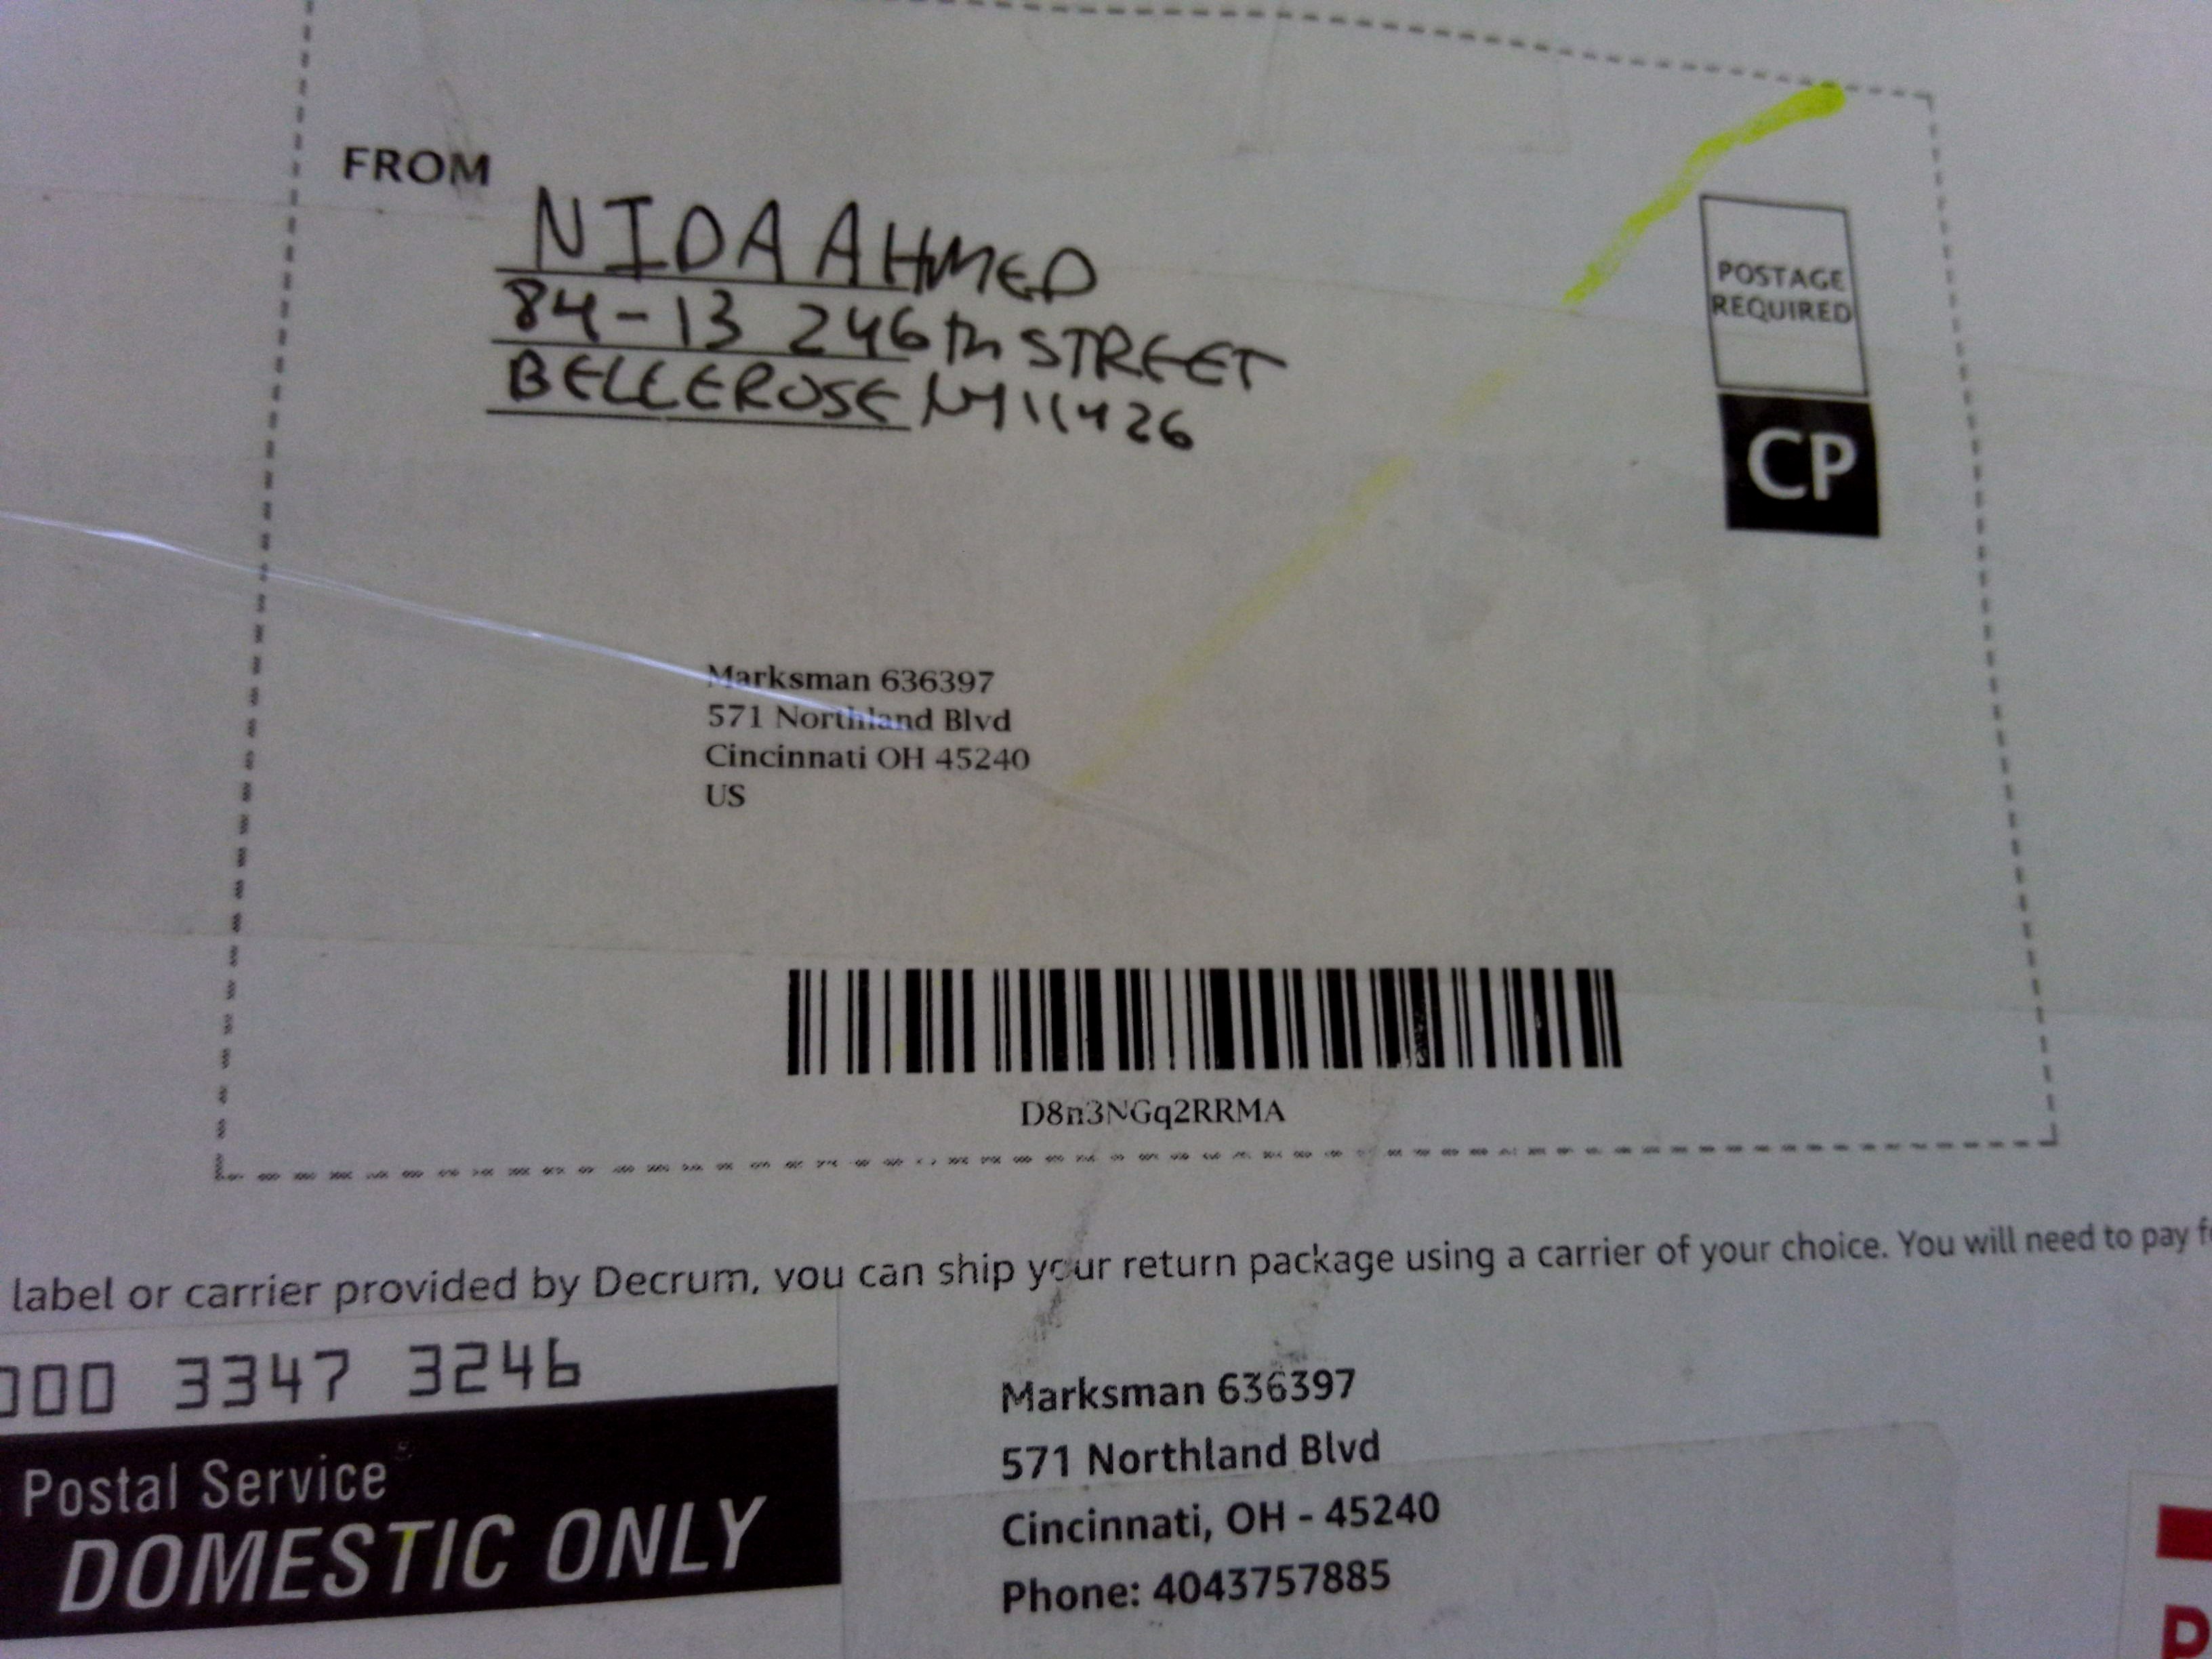 FROM
NIDA AHMED
84-13 246th STREET
BELLEROSE NY 11426
POSTAGE
REQUIRED
CP
Marksman 636397
571 Northland Blvd
Cincinnati OH 45240
US
D8n3NGq2RRMA
label or carrier provided by Decrum, you can ship your return package using a carrier of your choice. You will need to pay
000 3347 3246
Postal Service
DOMESTIC ONLY
Marksman 636397
571 Northland Blvd
Cincinnati, OH - 45240
Phone: 4043757885